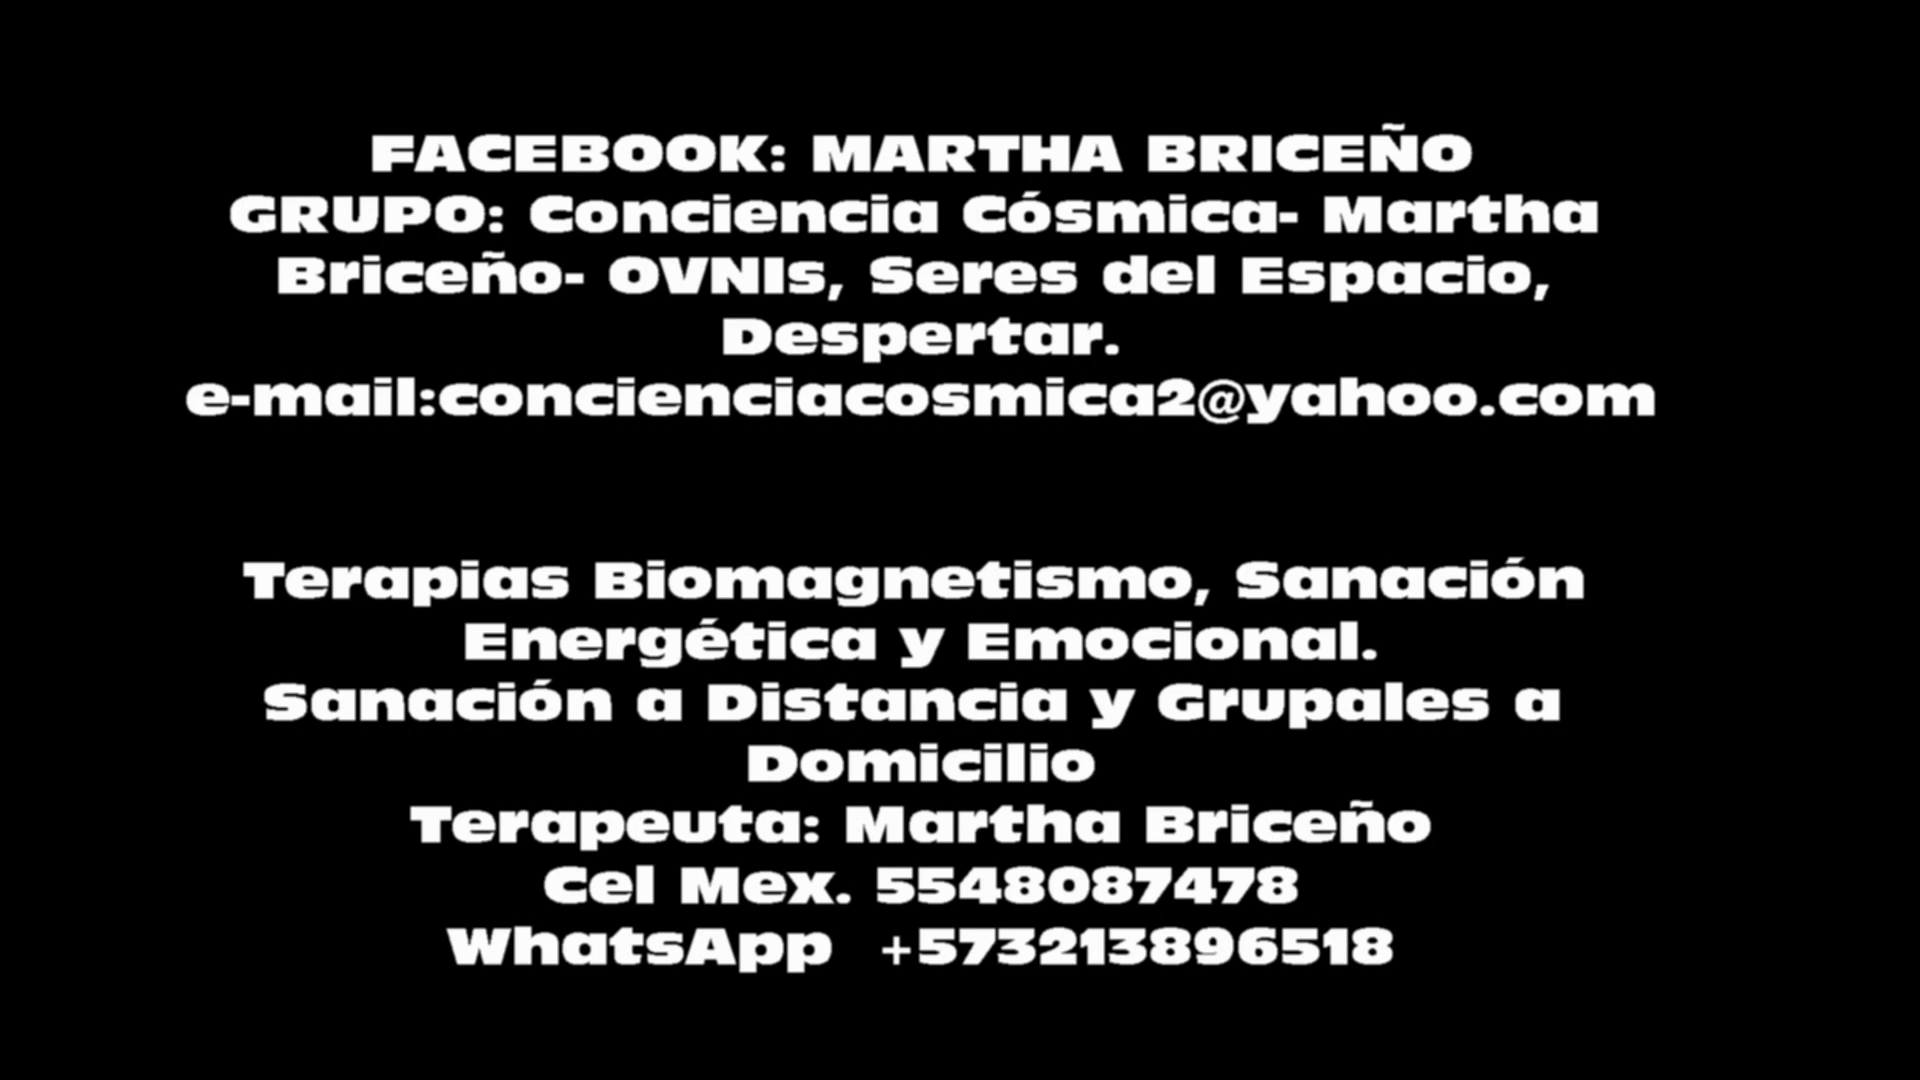 FACEBOOK: MARTHA BRICEÑO
GRUPO: Conciencia Cósmica- Martha
Briceño- OVNIs, Seres del Espacio,
Despertar.
e-mail:concienciacosmica2@yahoo.com
Terapias Biomagnetismo, Sanación
Energética y Emocional.
Sanación a Distancia y Grupales a
Domicilio
Terapeuta: Martha Briceño
Cel Mex. 5548087478
WhatsApp  +573213896518